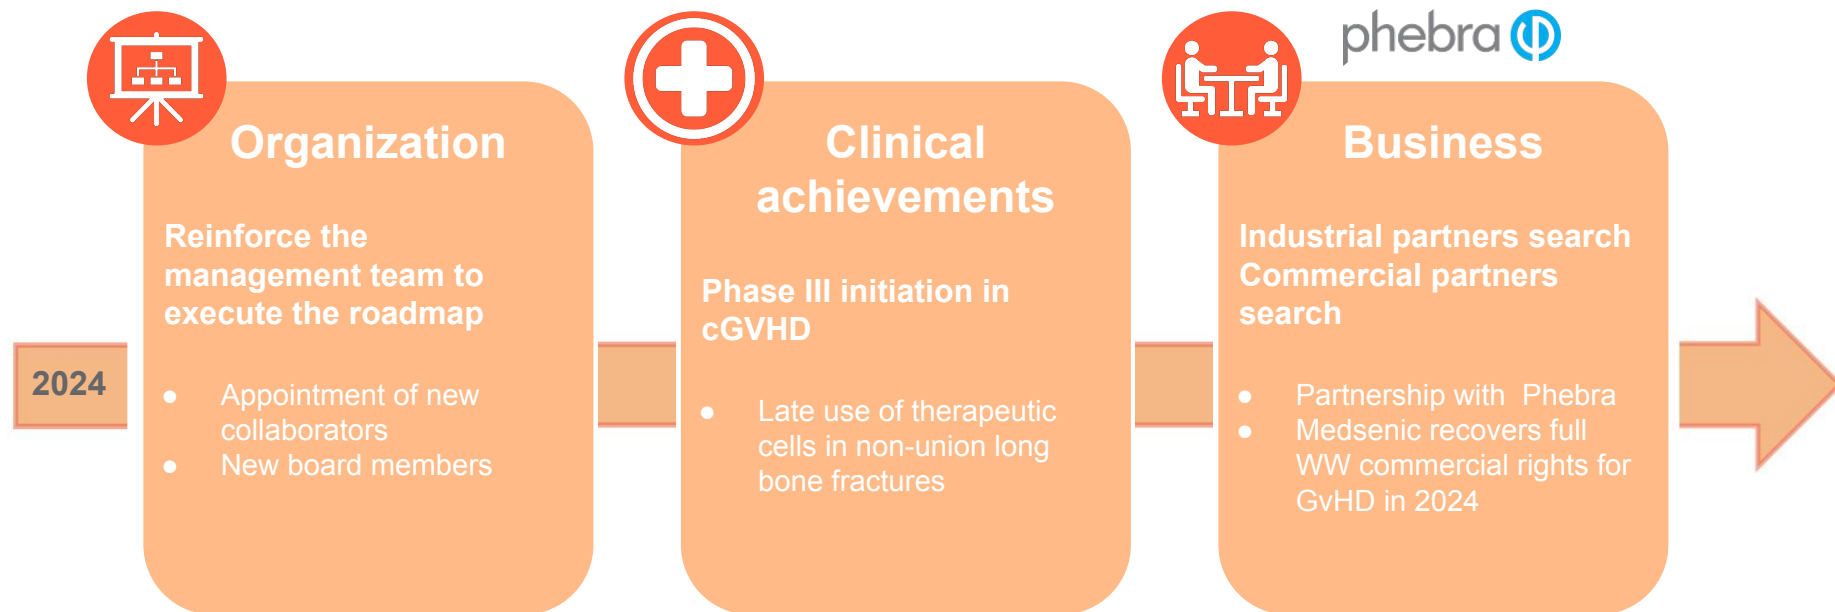 phebra
2024
Organization
Reinforce the
management team to
execute the roadmap
● Appointment of new
collaborators
● New board members
Clinical
achievements
Phase III initiation in
cGVHD
● Late use of therapeutic
cells in non-union long
bone fractures
Business
Industrial partners search
Commercial partners
search
● Partnership with Phebra
● Medsenic recovers full
WW commercial rights for
GvHD in 2024